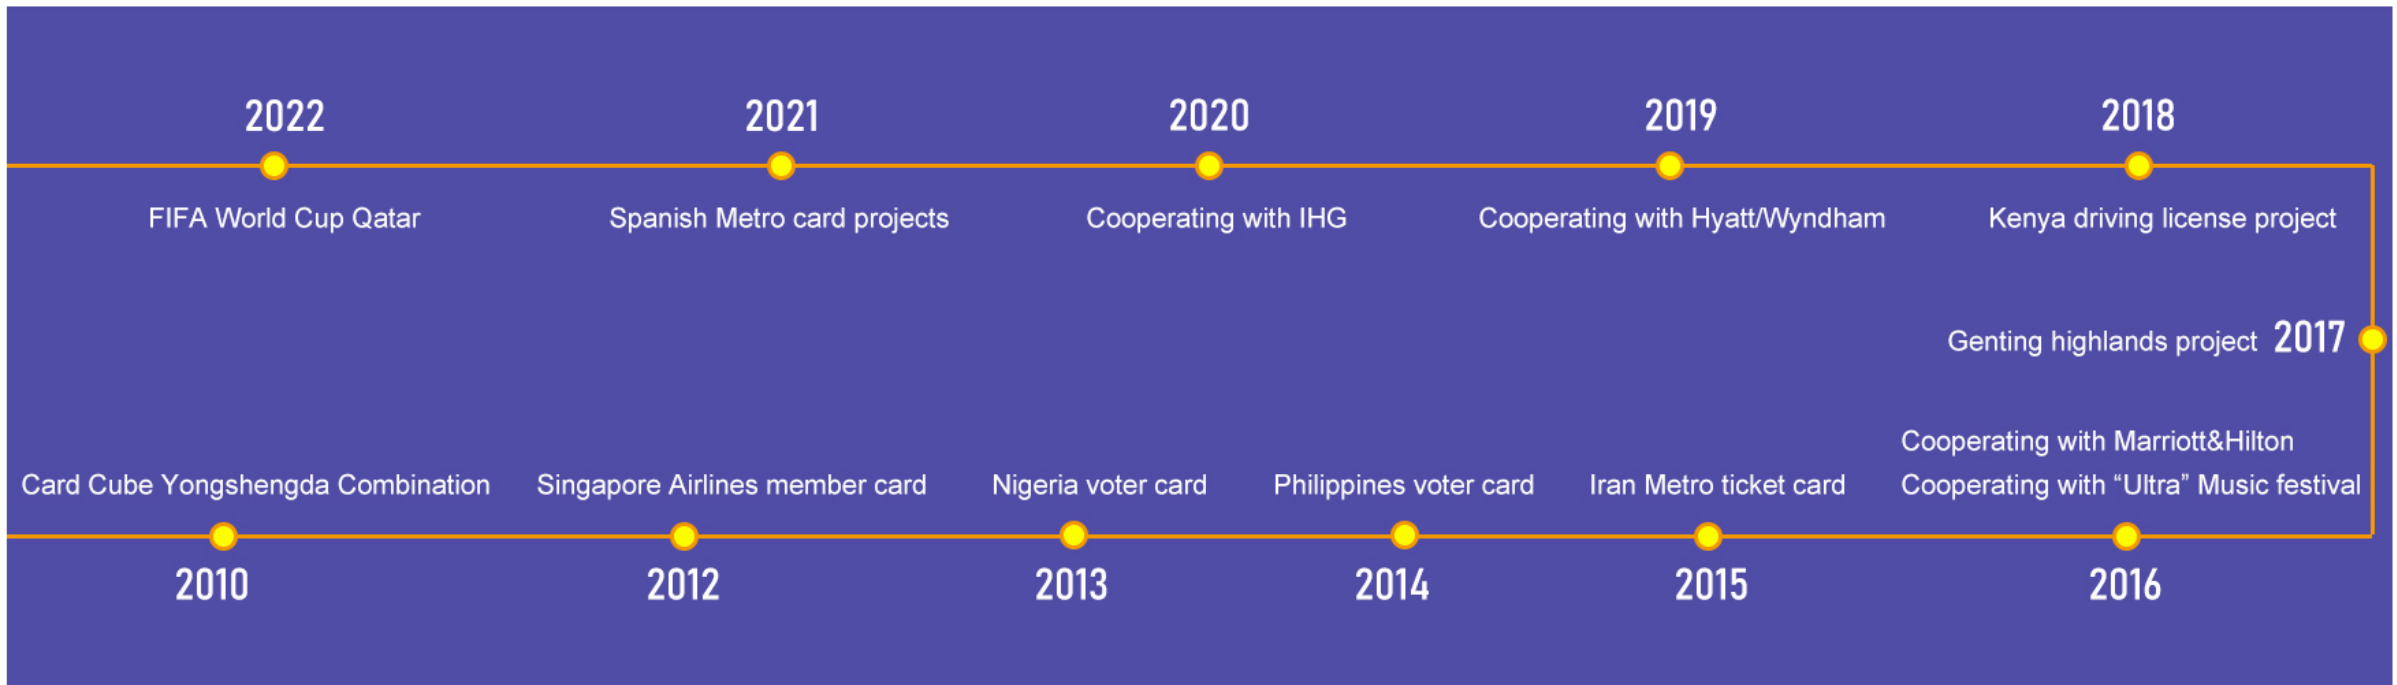 2022
2021
2020
2019
2018
FIFA World Cup Qatar
Spanish Metro card projects
Cooperating with IHG
Cooperating with Hyatt/Wyndham
Kenya driving license project
Genting highlands project 2017
Cooperating with Marriott&Hilton
Card Cube Yongshengda Combination
Singapore Airlines member card
Nigeria voter card
Philippines voter card
Iran Metro ticket card
Cooperating with “Ultra” Music festival
2010
2012
2013
2014
2015
2016